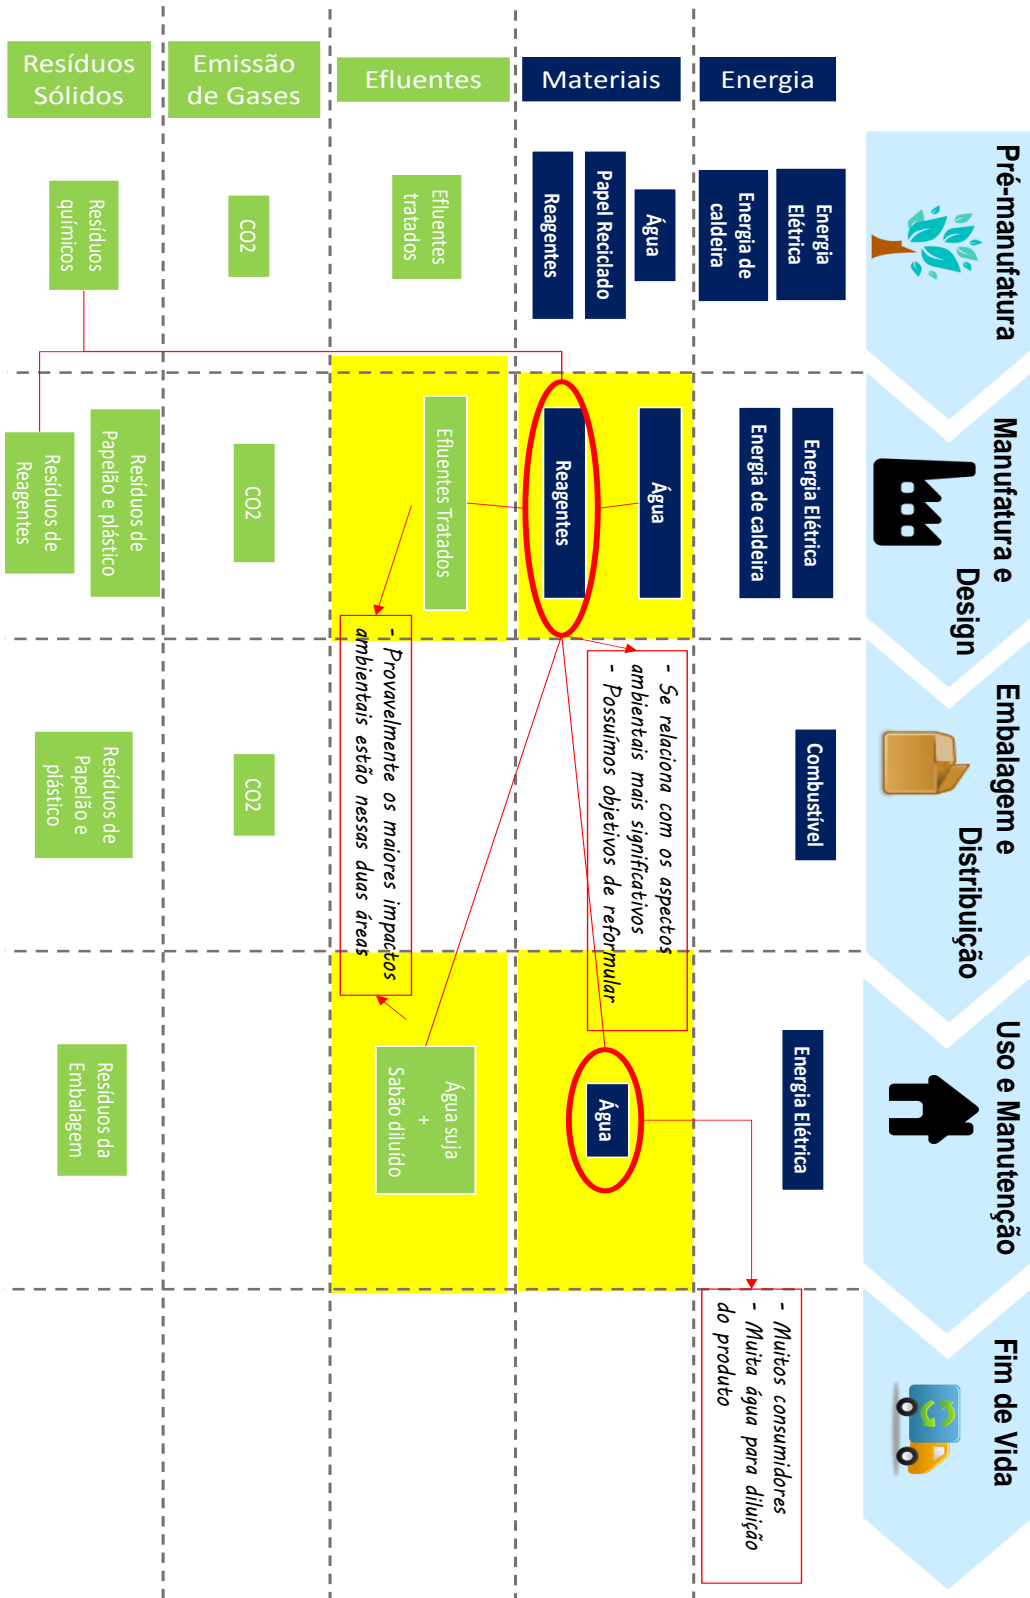 Pré-manufatura
Manufatura e
Design
Embalagem e
Distribuição
Uso e Manutenção
Fim de Vida
Energia
Energia
Elétrica
Energia de
caldeira
Energia Elétrica
Energia de caldeira
Combustível
Energia Elétrica
- Muitos consumidores
- Muita água para diluição
do produto
Materiais
Água
Papel Reciclado
Reagentes
Água
Reagentes
- Se relaciona com os aspectos
ambientais mais significativos
- Possuímos objetivos de reformular
Água
Efluentes
Efluentes
tratados
Efluentes Tratados
- Provavelmente os maiores impactos
ambientais estão nessas duas áreas
Água suja
+
Sabão diluído
Emissão
de Gases
CO2
CO2
CO2
Resíduos
Sólidos
Resíduos
químicos
Resíduos de
Papelão e plástico
Resíduos de
Reagentes
Resíduos de
Papelão e
plástico
Resíduos da
Embalagem